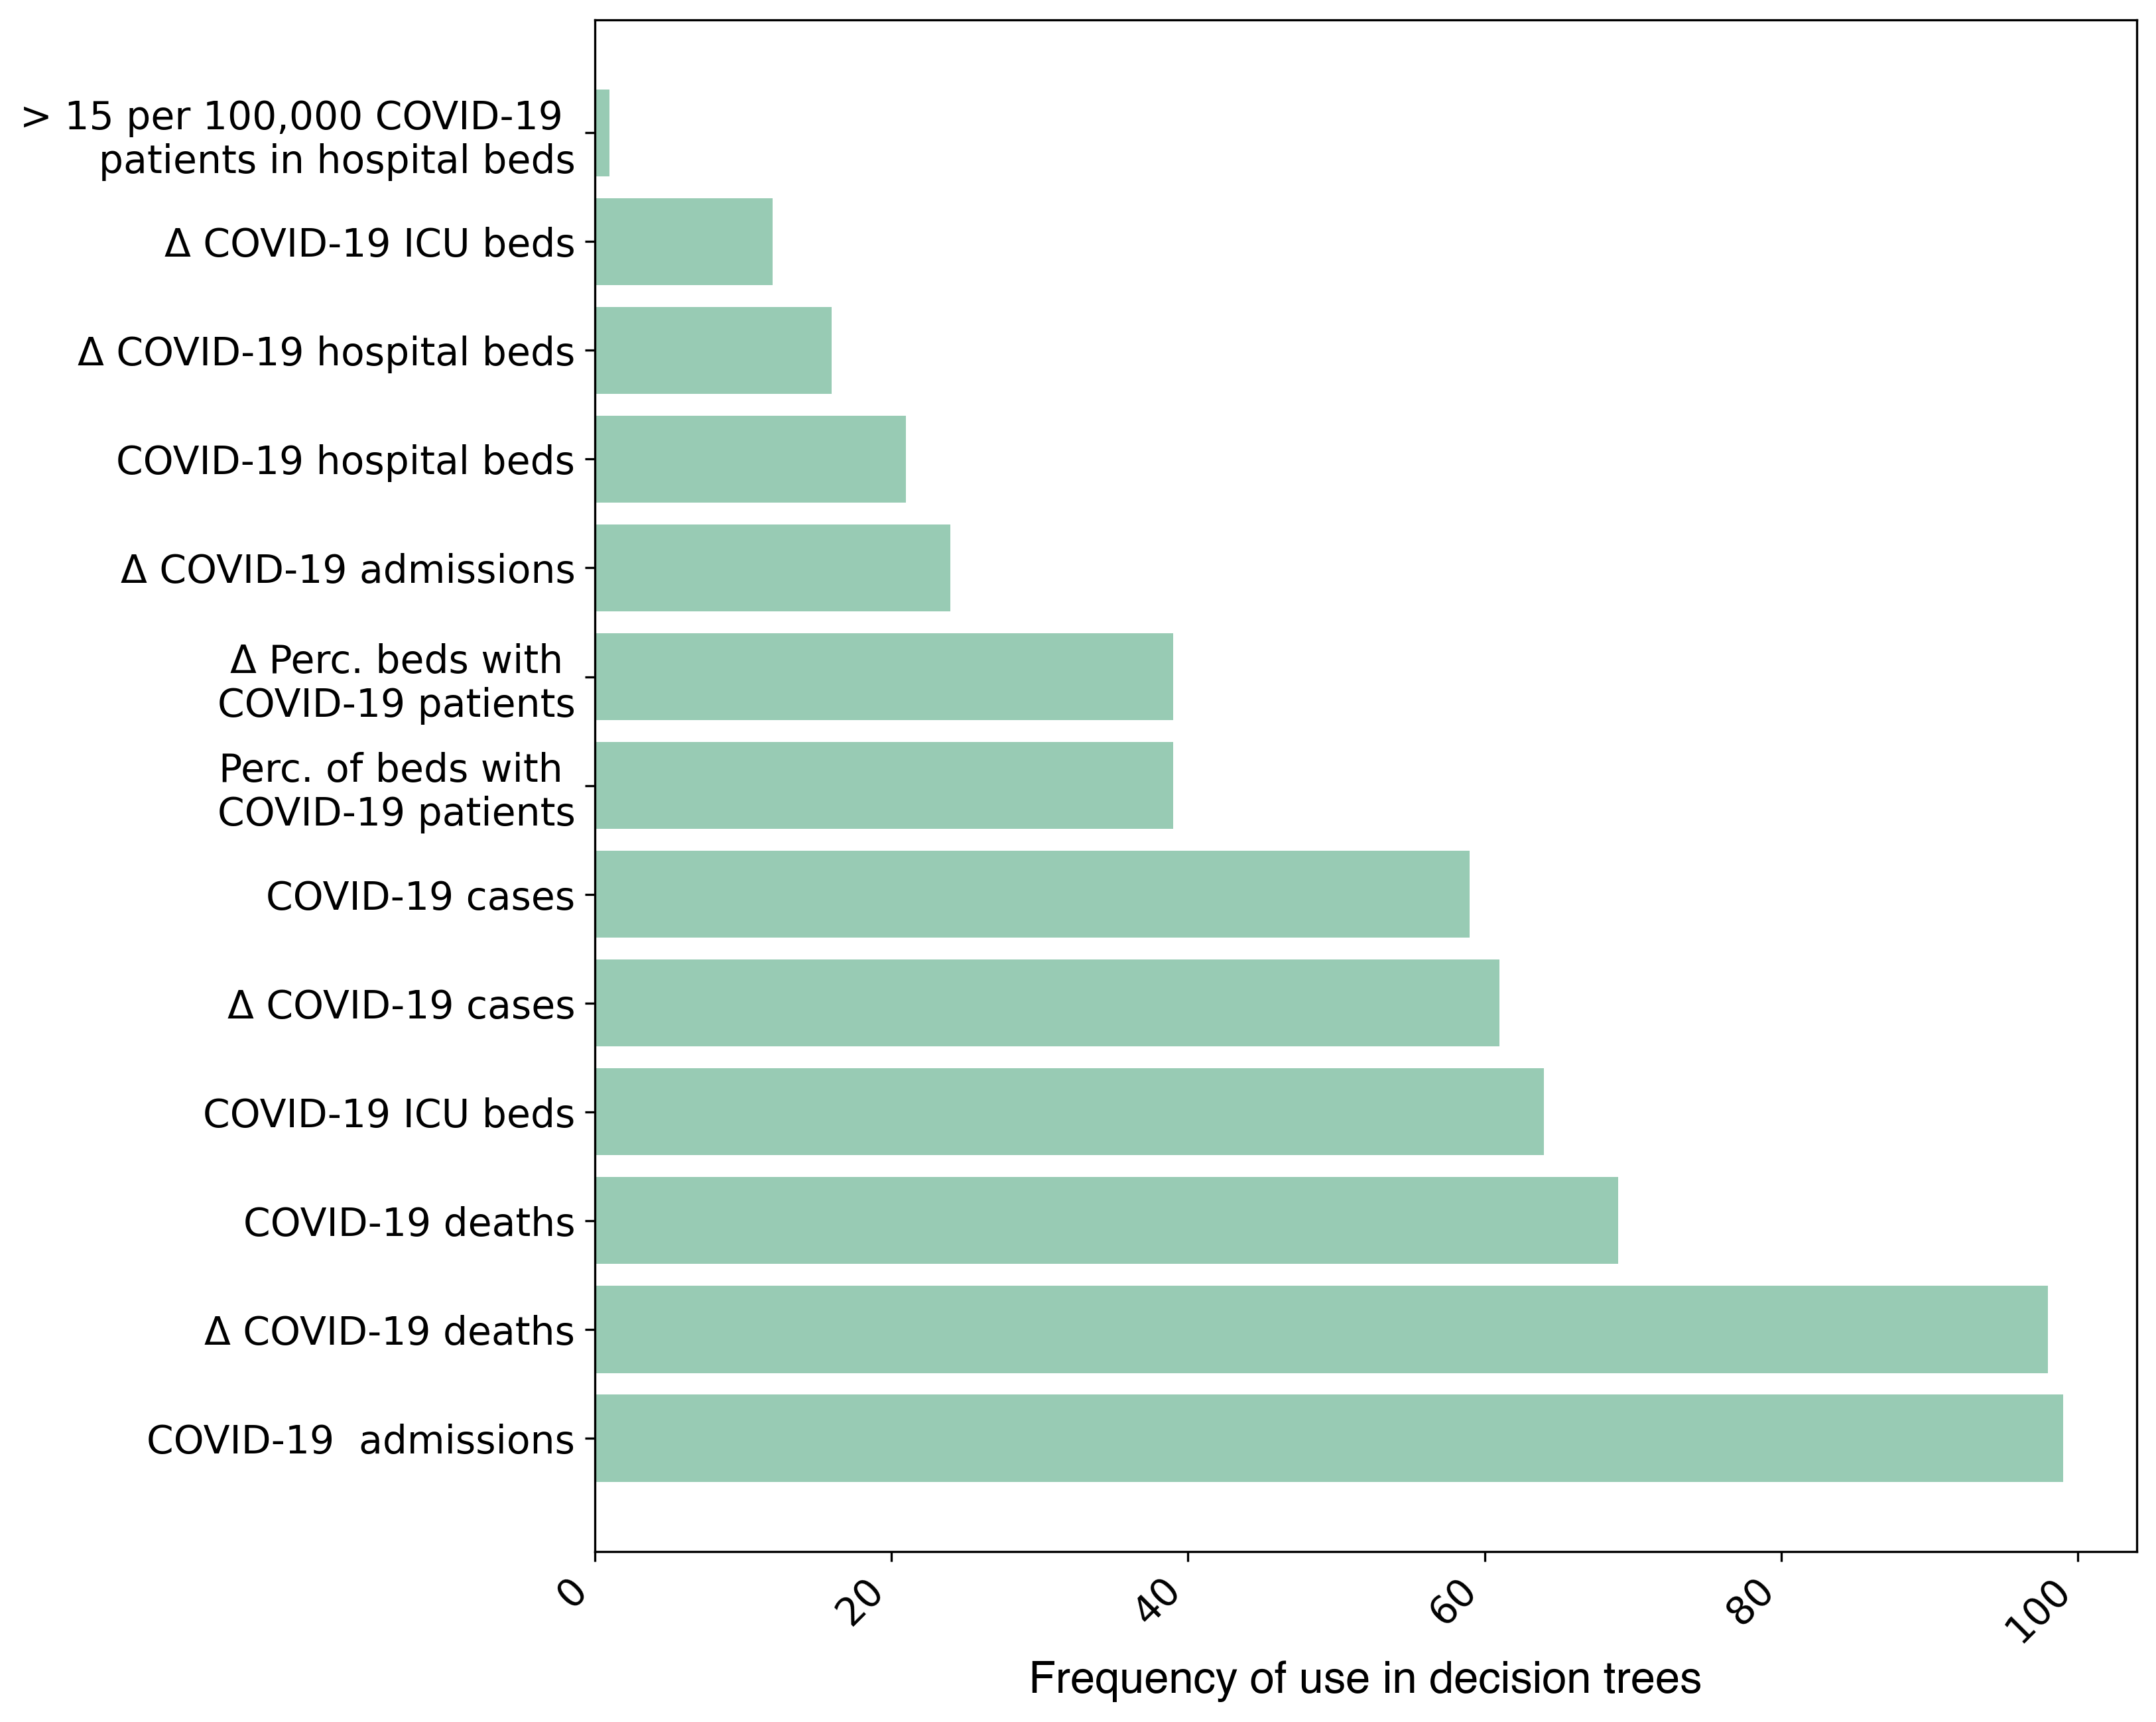 > 15 per 100,000 COVID-19
patients in hospital beds
Δ COVID-19 ICU beds
Δ COVID-19 hospital beds
COVID-19 hospital beds
Δ COVID-19 admissions
Δ Perc. beds with
COVID-19 patients
Perc. of beds with
COVID-19 patients
COVID-19 cases
Δ COVID-19 cases
COVID-19 ICU beds
COVID-19 deaths
Δ COVID-19 deaths
COVID-19  admissions
0 20 40 60 80 100
Frequency of use in decision trees